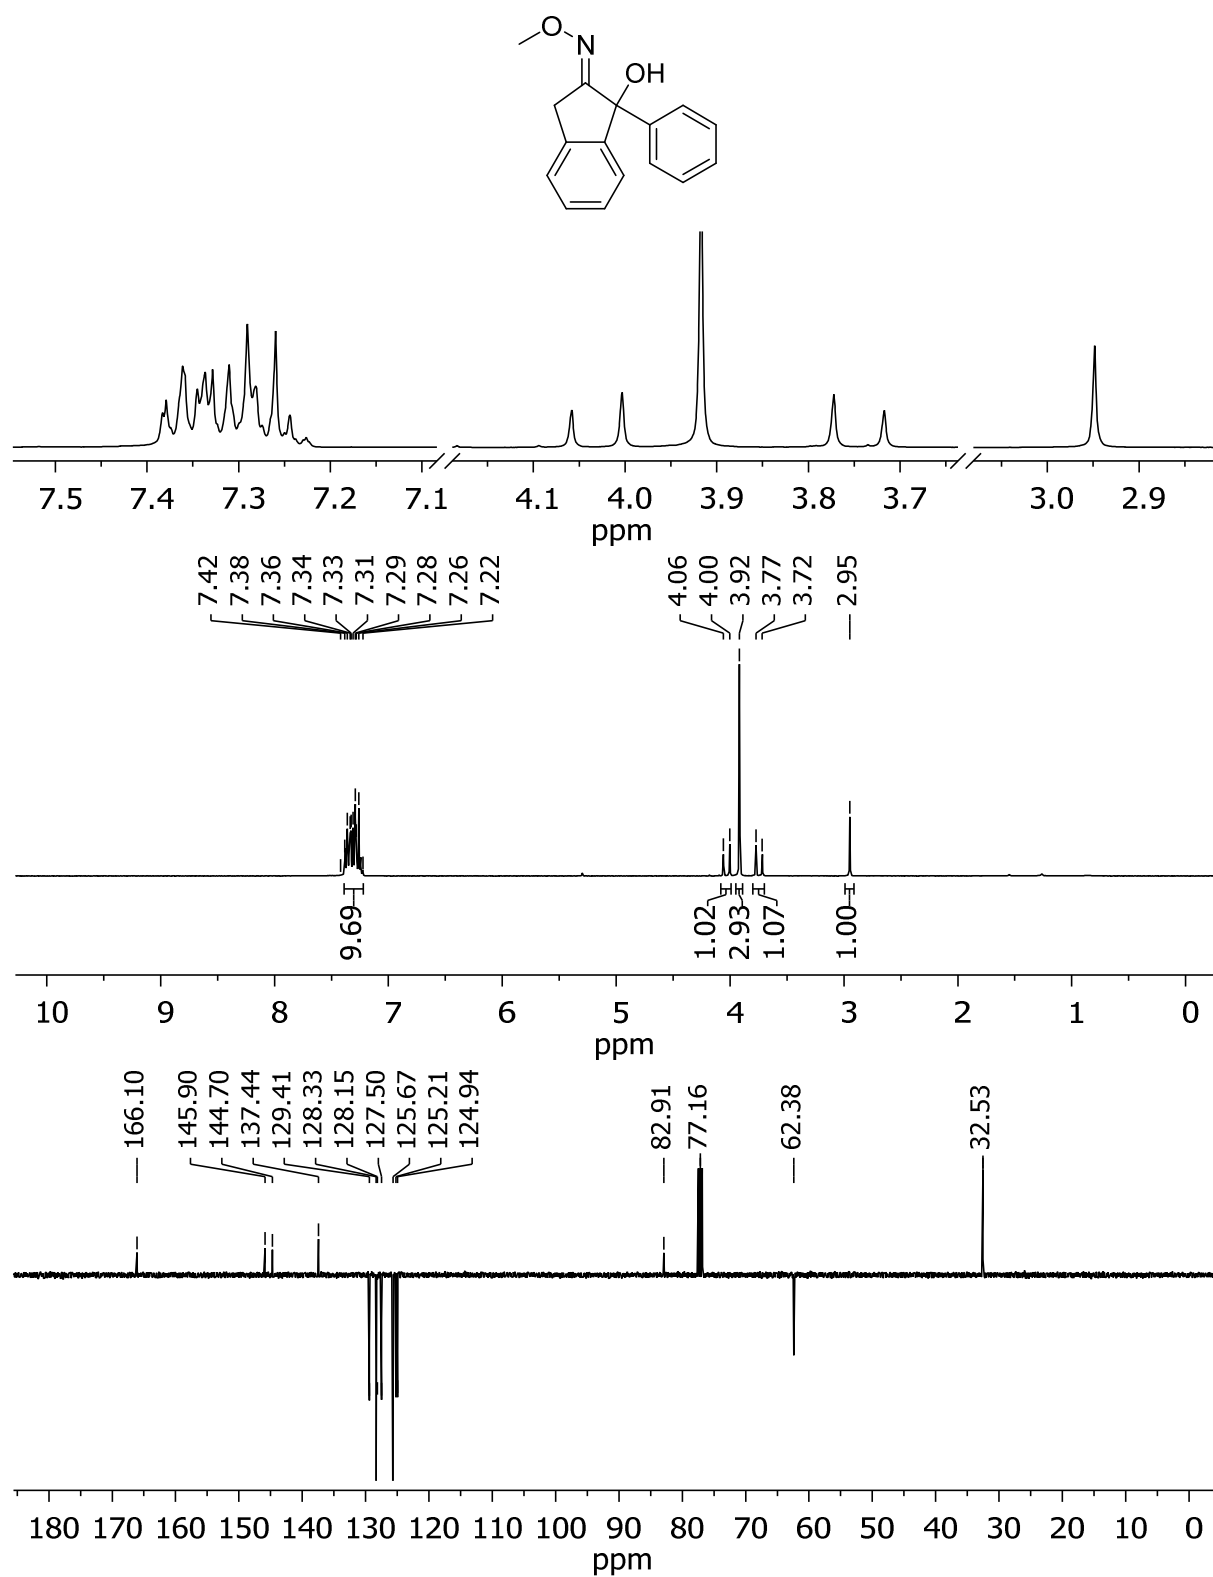 O
N
OH
7.5 7.4 7.3 7.2 7.1 4.1 4.0 3.9 3.8 3.7 3.0 2.9
ppm
7.42 7.38 7.36 7.34 7.33 7.31 7.29 7.28 7.26 7.22 4.06 4.00 3.92 3.77 3.72 2.95
9.69 1.02 2.93 1.07 1.00
10 9 8 7 6 5 4 3 2 1 0
ppm
166.10 145.90 144.70 137.44 129.41 128.33 128.15 127.50 125.67 125.21 124.94 82.91 77.16 62.38 32.53
180 170 160 150 140 130 120 110 100 90 80 70 60 50 40 30 20 10 0
ppm